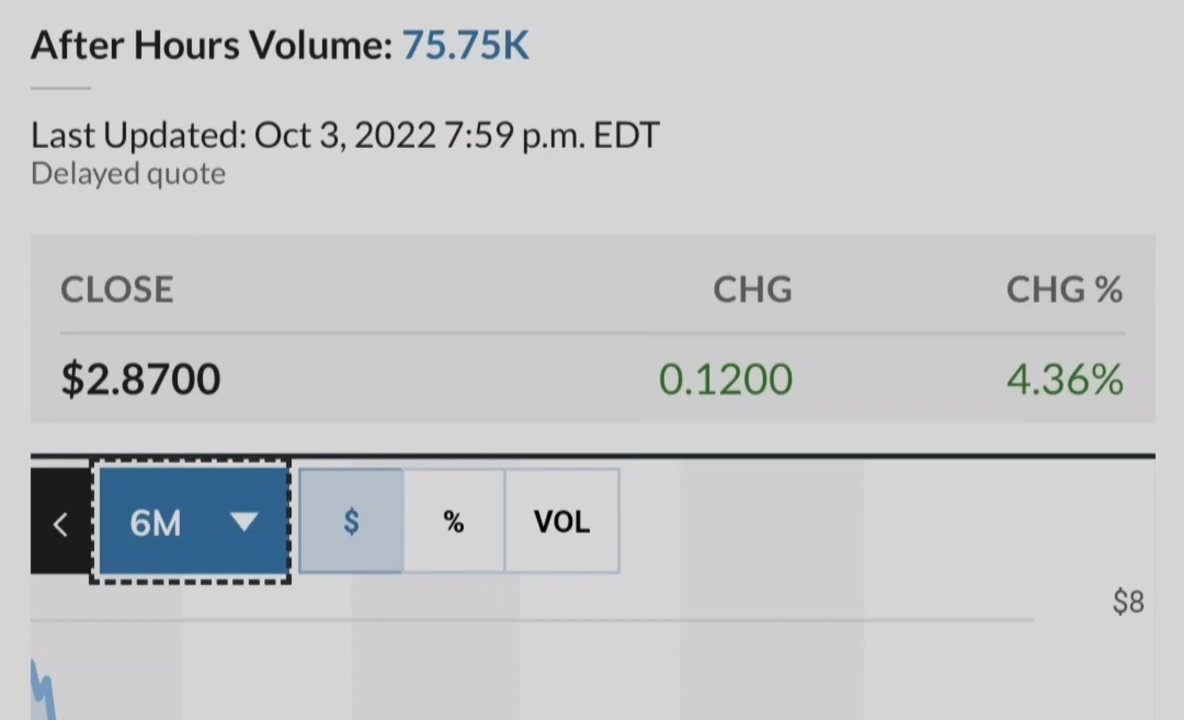 After Hours Volume: 75.75K
Last Updated: Oct 3, 2022 7:59 p.m. EDT
Delayed quote
CLOSE CHG CHG %
$2.8700 0.1200 4.36%
6M $ % VOL
$8